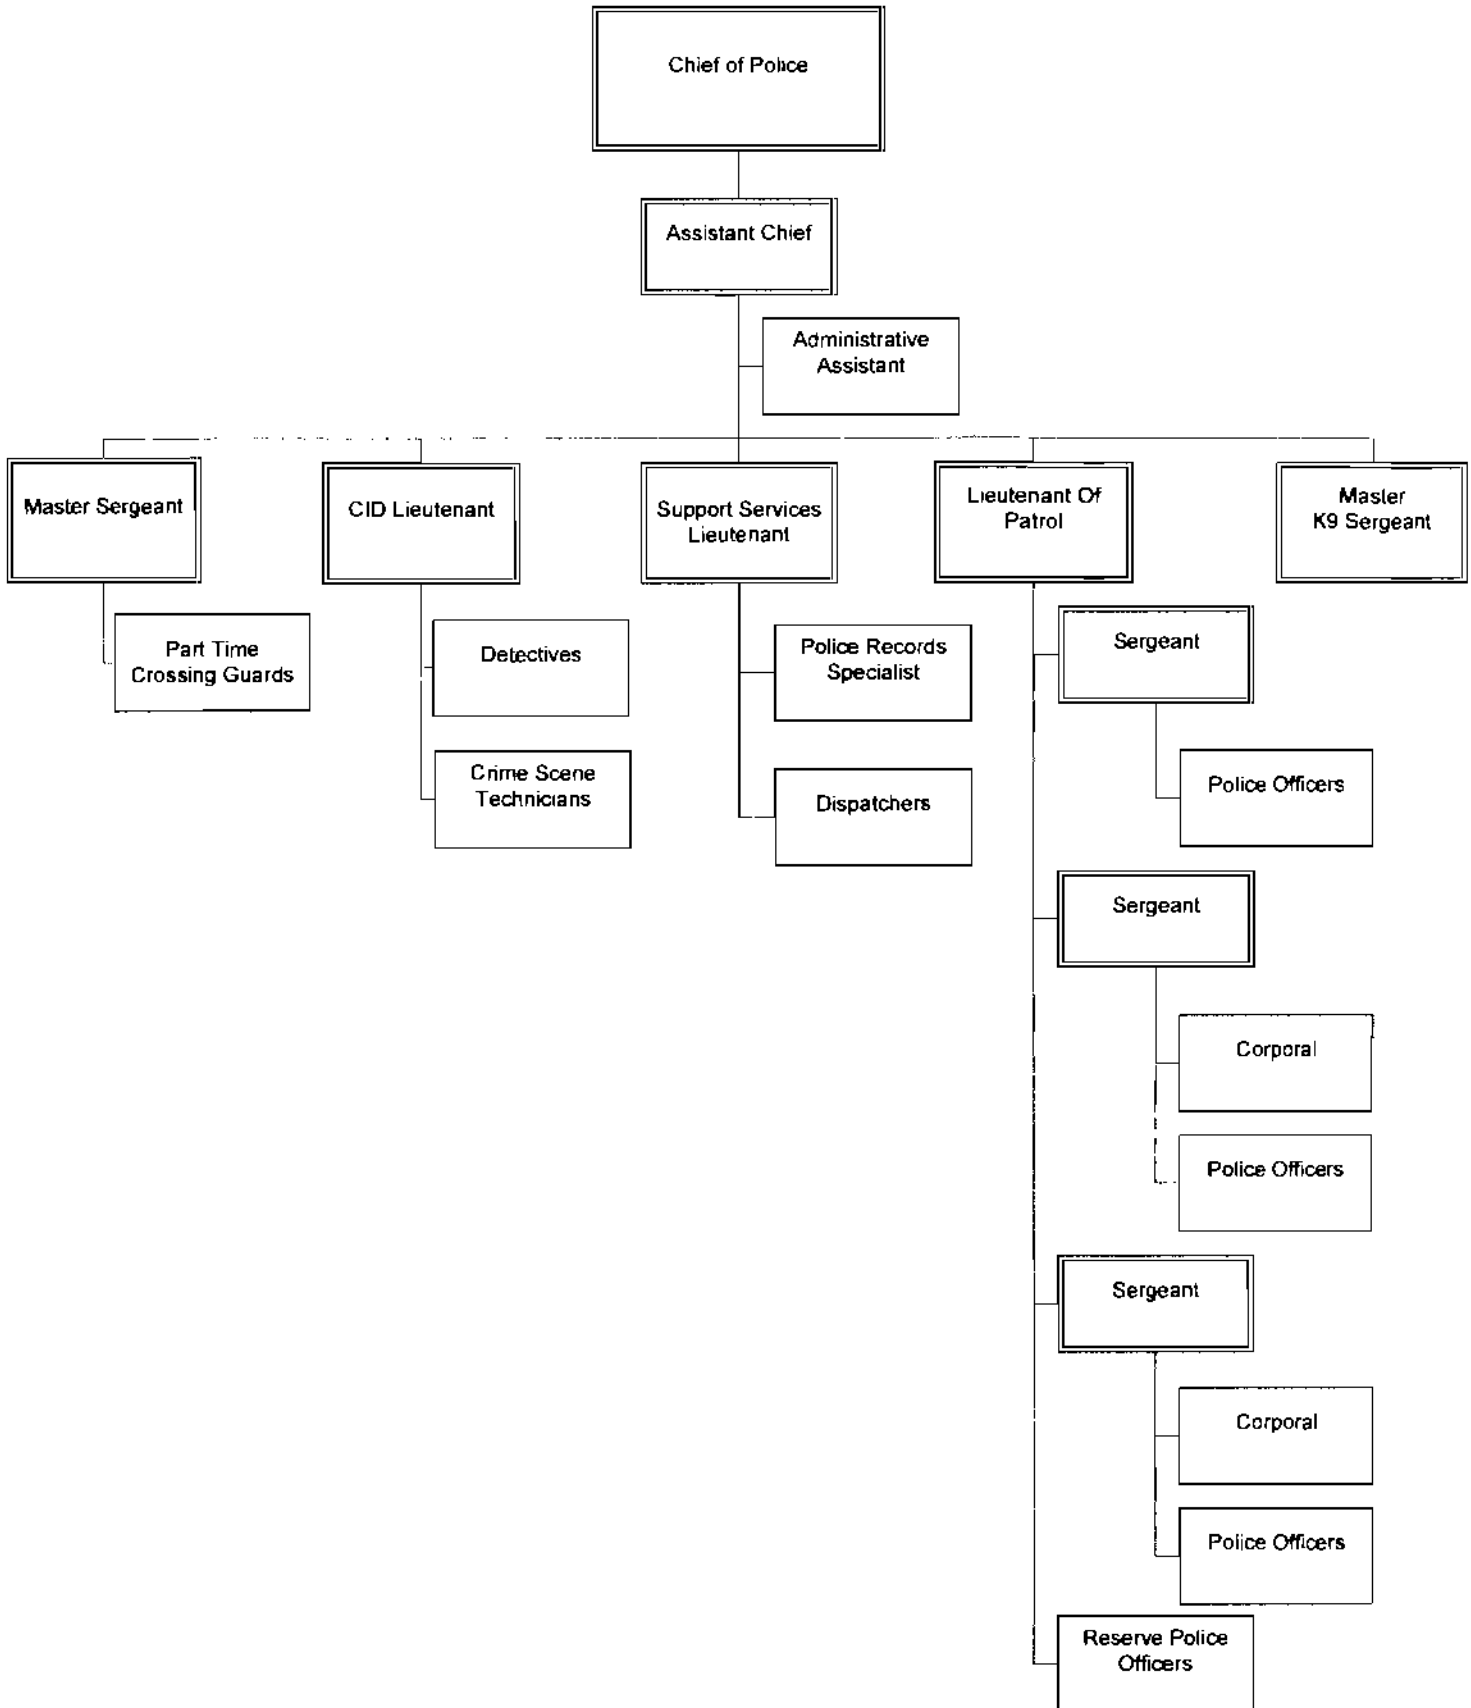 Chief of Police
Assistant Chief
Administrative
Assistant
Master Sergeant
CID Lieutenant
Support Services
Lieutenant
Lieutenant Of
Patrol
Master
K9 Sergeant
Part Time
Crossing Guards
Detectives
Crime Scene
Technicians
Police Records
Specialist
Dispatchers
Sergeant
Police Officers
Sergeant
Corporal
Police Officers
Sergeant
Corporal
Police Officers
Reserve Police
Officers